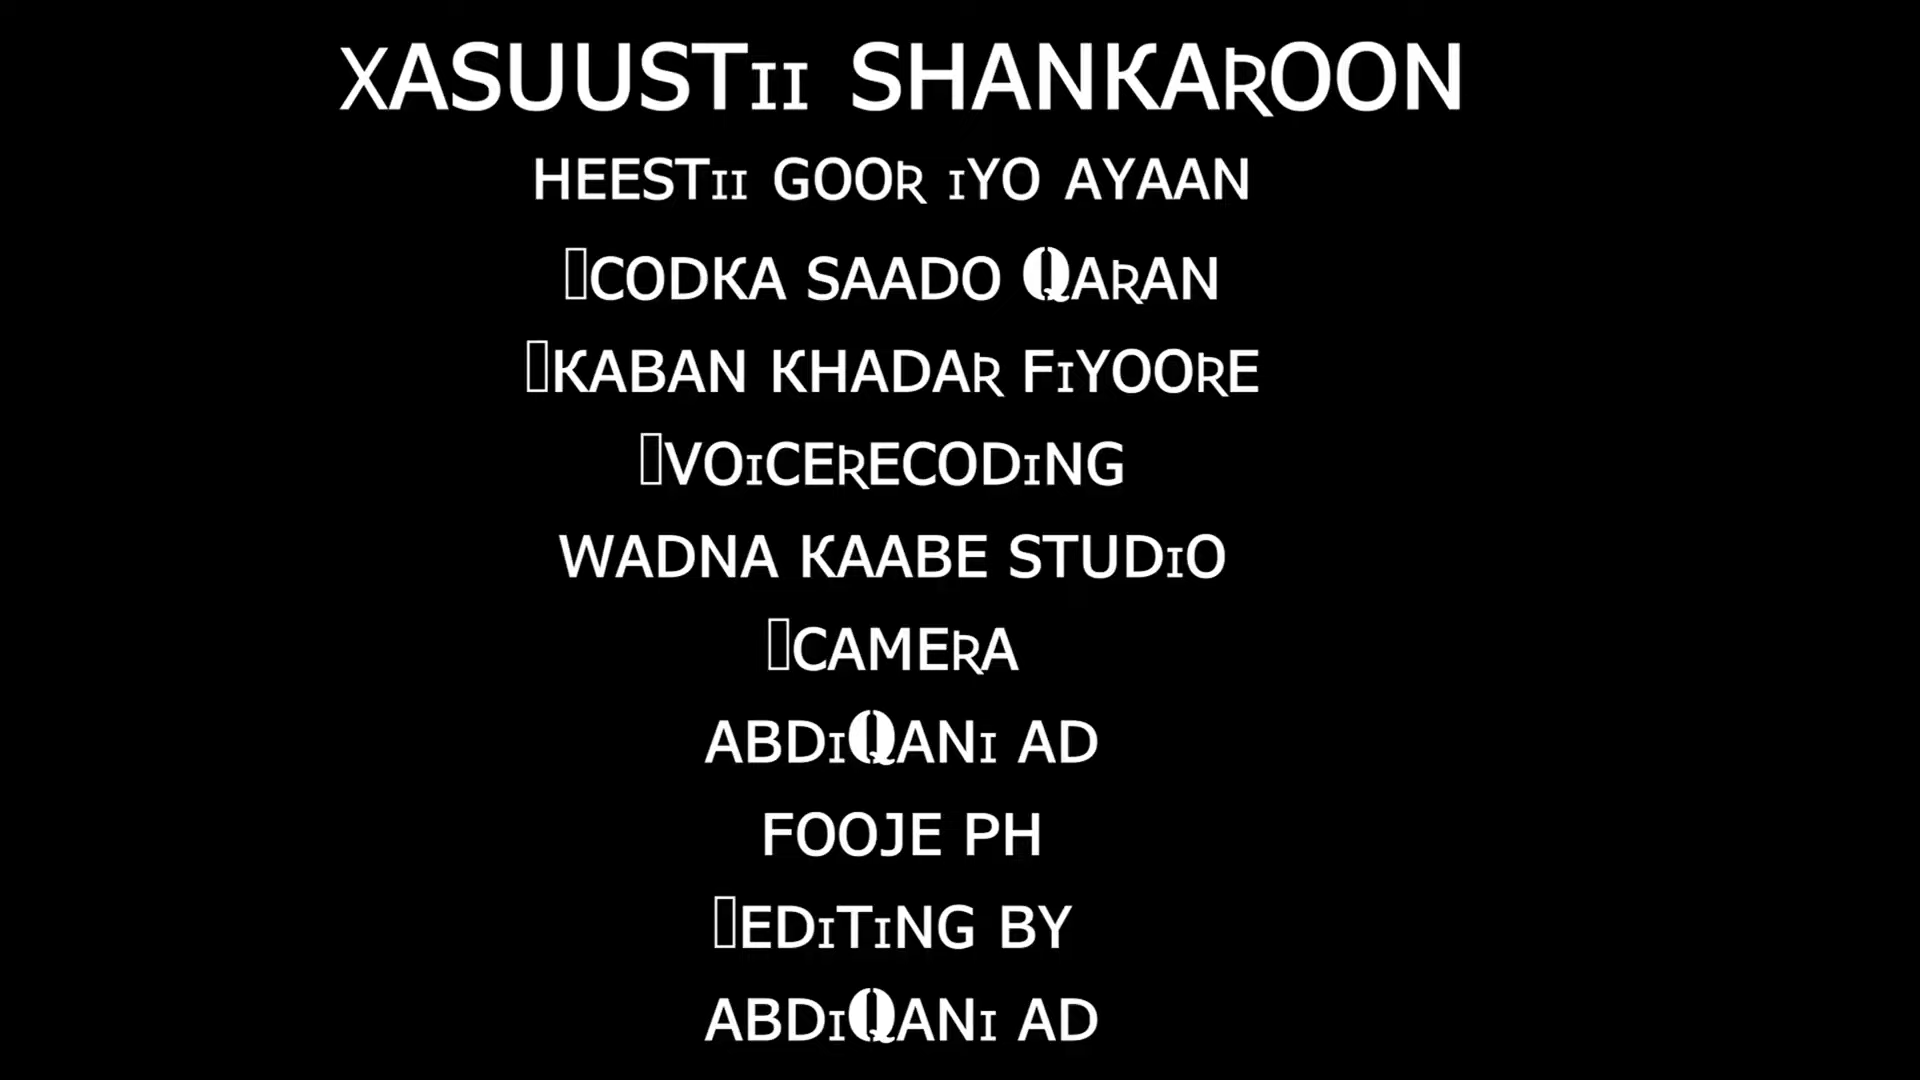 XASUUSTII SHANKAROON
HEESTII GOOR IYO AYAAN
CODKA SAADO QARAN
KABAN KHADAR FIYOORE
VOICERECODING
WADNA KAABE STUDIO
CAMERA
ABDIQANI AD
FOOJE PH
EDITING BY
ABDIQANI AD